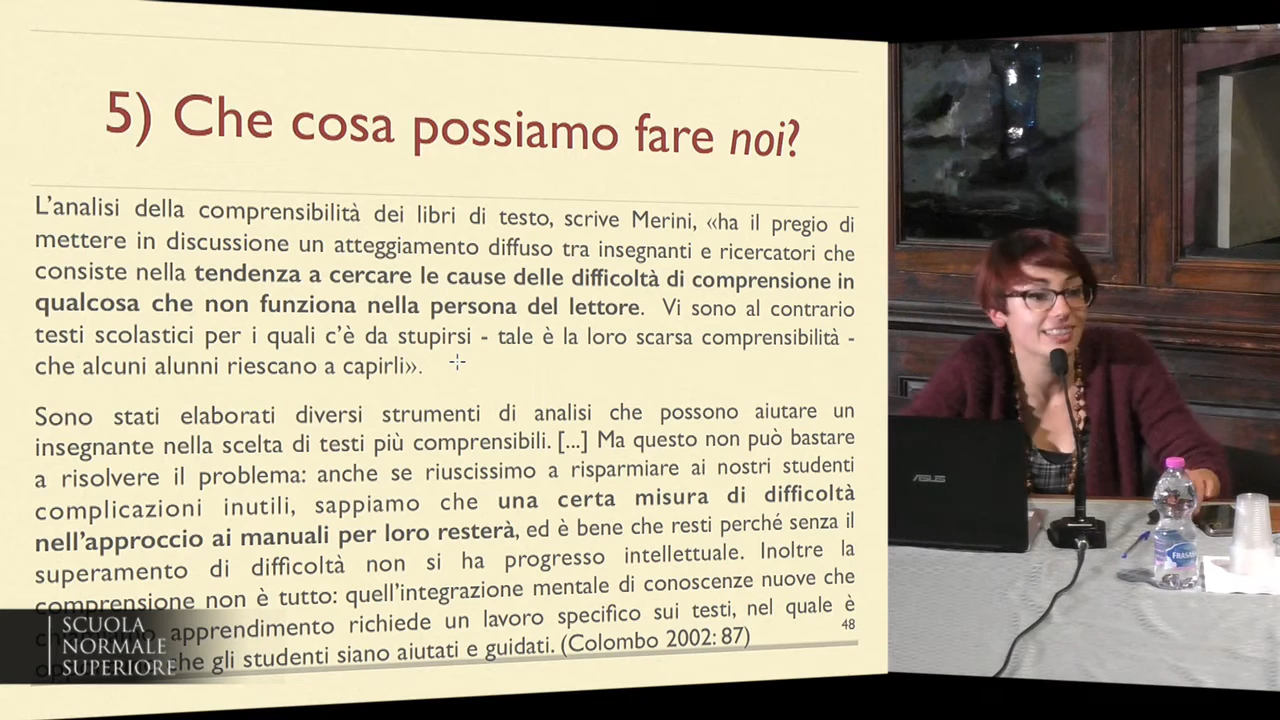 5) Che cosa possiamo fare noi?
L'analisi della comprensibilità dei libri di testo, scrive Merini, «ha il pregio di
mettere in discussione un atteggiamento diffuso tra insegnanti e ricercatori che
consiste nella tendenza a cercare le cause delle difficoltà di comprensione in
qualcosa che non funziona nella persona del lettore. Vi sono al contrario
testi scolastici per i quali c'è da stupirsi - tale è la loro scarsa comprensibilità -
che alcuni alunni riescano a capirli».
Sono stati elaborati diversi strumenti di analisi che possono aiutare un
insegnante nella scelta di testi più comprensibili. [...] Ma questo non può bastare
a risolvere il problema: anche se riuscissimo a risparmiare ai nostri studenti
complicazioni inutili, sappiamo che una certa misura di difficoltà
nell'approccio ai manuali per loro resterà, ed è bene che resti perché senza il
superamento di difficoltà non si ha progresso intellettuale. Inoltre la
comprensione non è tutto: quell'integrazione mentale di conoscenze nuove che
apprendimento richiede un lavoro specifico sui testi, nel quale è
che gli studenti siano aiutati e guidati. (Colombo 2002: 87)
48
SCUOLA
NORMALE
SUPERIORE
ASUS